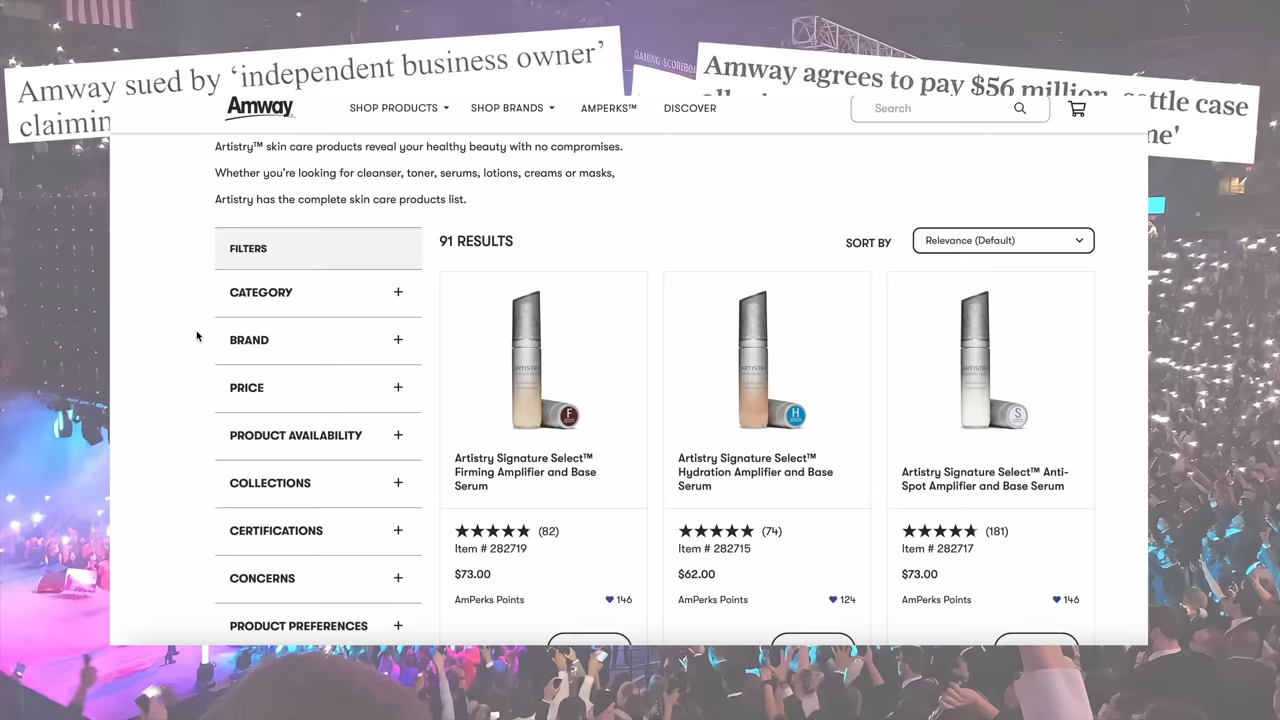 Amway sued by ‘independent business owner’
claimin
GAMING SCOREBO
Amway agrees to pay $56 million, settle case
ne'
Amway
SHOP PRODUCTS
SHOP BRANDS
AMPERKS™
DISCOVER
Search
Artistry™ skin care products reveal your healthy beauty with no compromises.
Whether you're looking for cleanser, toner, serums, lotions, creams or masks,
Artistry has the complete skin care products list.
FILTERS
91 RESULTS
SORT BY
Relevance (Default)
CATEGORY +
BRAND +
PRICE +
PRODUCT AVAILABILITY +
COLLECTIONS +
CERTIFICATIONS +
CONCERNS +
PRODUCT PREFERENCES +
ARTISTRY
F
Artistry Signature Select™
Firming Amplifier and Base
Serum
★★★★★ (82)
Item # 282719
$73.00
AmPerks Points ♥ 146
ARTISTRY
H
Artistry Signature Select™
Hydration Amplifier and Base
Serum
★★★★★ (74)
Item # 282715
$62.00
AmPerks Points ♥ 124
ARTISTRY
S
Artistry Signature Select™ Anti-
Spot Amplifier and Base Serum
★★★★★ (181)
Item # 282717
$73.00
AmPerks Points ♥ 146